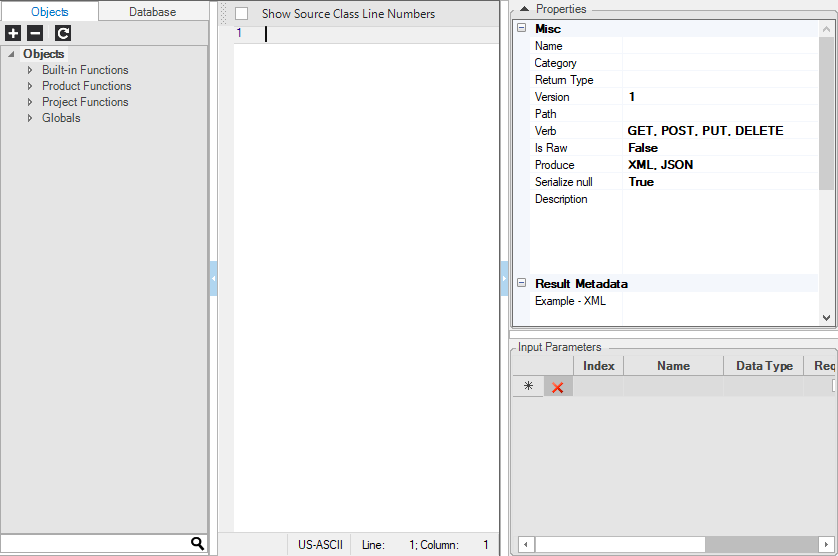 Objects
Database
Objects
Built-in Functions
Product Functions
Project Functions
Globals
Show Source Class Line Numbers
1
US-ASCII Line: 1; Column: 1
Properties
Misc
Name
Category
Return Type
Version 1
Path
Verb GET, POST, PUT, DELETE
Is Raw False
Produce XML, JSON
Serialize null True
Description
Result Metadata
Example - XML
Input Parameters
Index Name Data Type Req